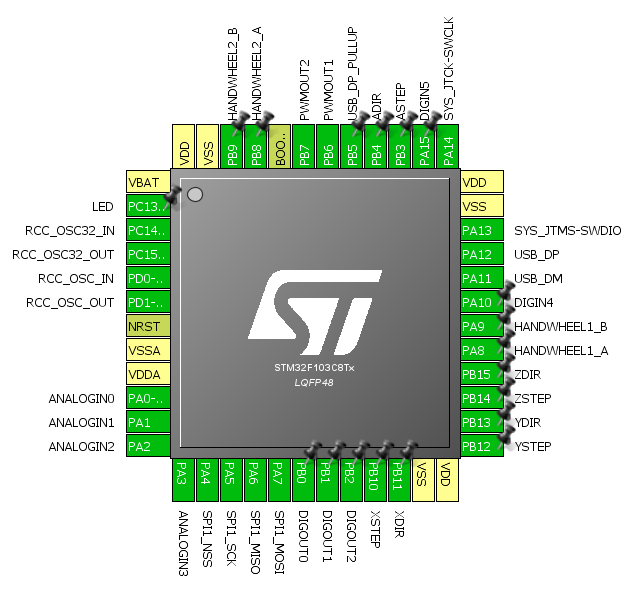 HANDWHEEL2_B
HANDWHEEL2_A
PWMOUT2
PWMOUT1
USB_DP_PULLUP
ADIR
ASTEP
DIGIN5
SYS_JTCK-SWCLK
VDD
VSS
PB9
PB8
BOO..
PB7
PB6
PB5
PB4
PB3
PA15
PA14
VBAT
LED PC13..
RCC_OSC32_IN PC14..
RCC_OSC32_OUT PC15..
RCC_OSC_IN PD0-..
RCC_OSC_OUT PD1-..
NRST
VSSA
VDDA
ANALOGIN0 PA0-..
ANALOGIN1 PA1
ANALOGIN2 PA2
ST
STM32F103C8Tx
LQFP48
VDD
VSS
PA13 SYS_JTMS-SWDIO
PA12 USB_DP
PA11 USB_DM
PA10 DIGIN4
PA9 HANDWHEEL1_B
PA8 HANDWHEEL1_A
PB15 ZDIR
PB14 ZSTEP
PB13 YDIR
PB12 YSTEP
PA3
PA4
PA5
PA6
PA7
PB0
PB1
PB2
PB10
PB11
VSS
VDD
ANALOGIN3
SPI1_NSS
SPI1_SCK
SPI1_MISO
SPI1_MOSI
DIGOUT0
DIGOUT1
DIGOUT2
XSTEP
XDIR